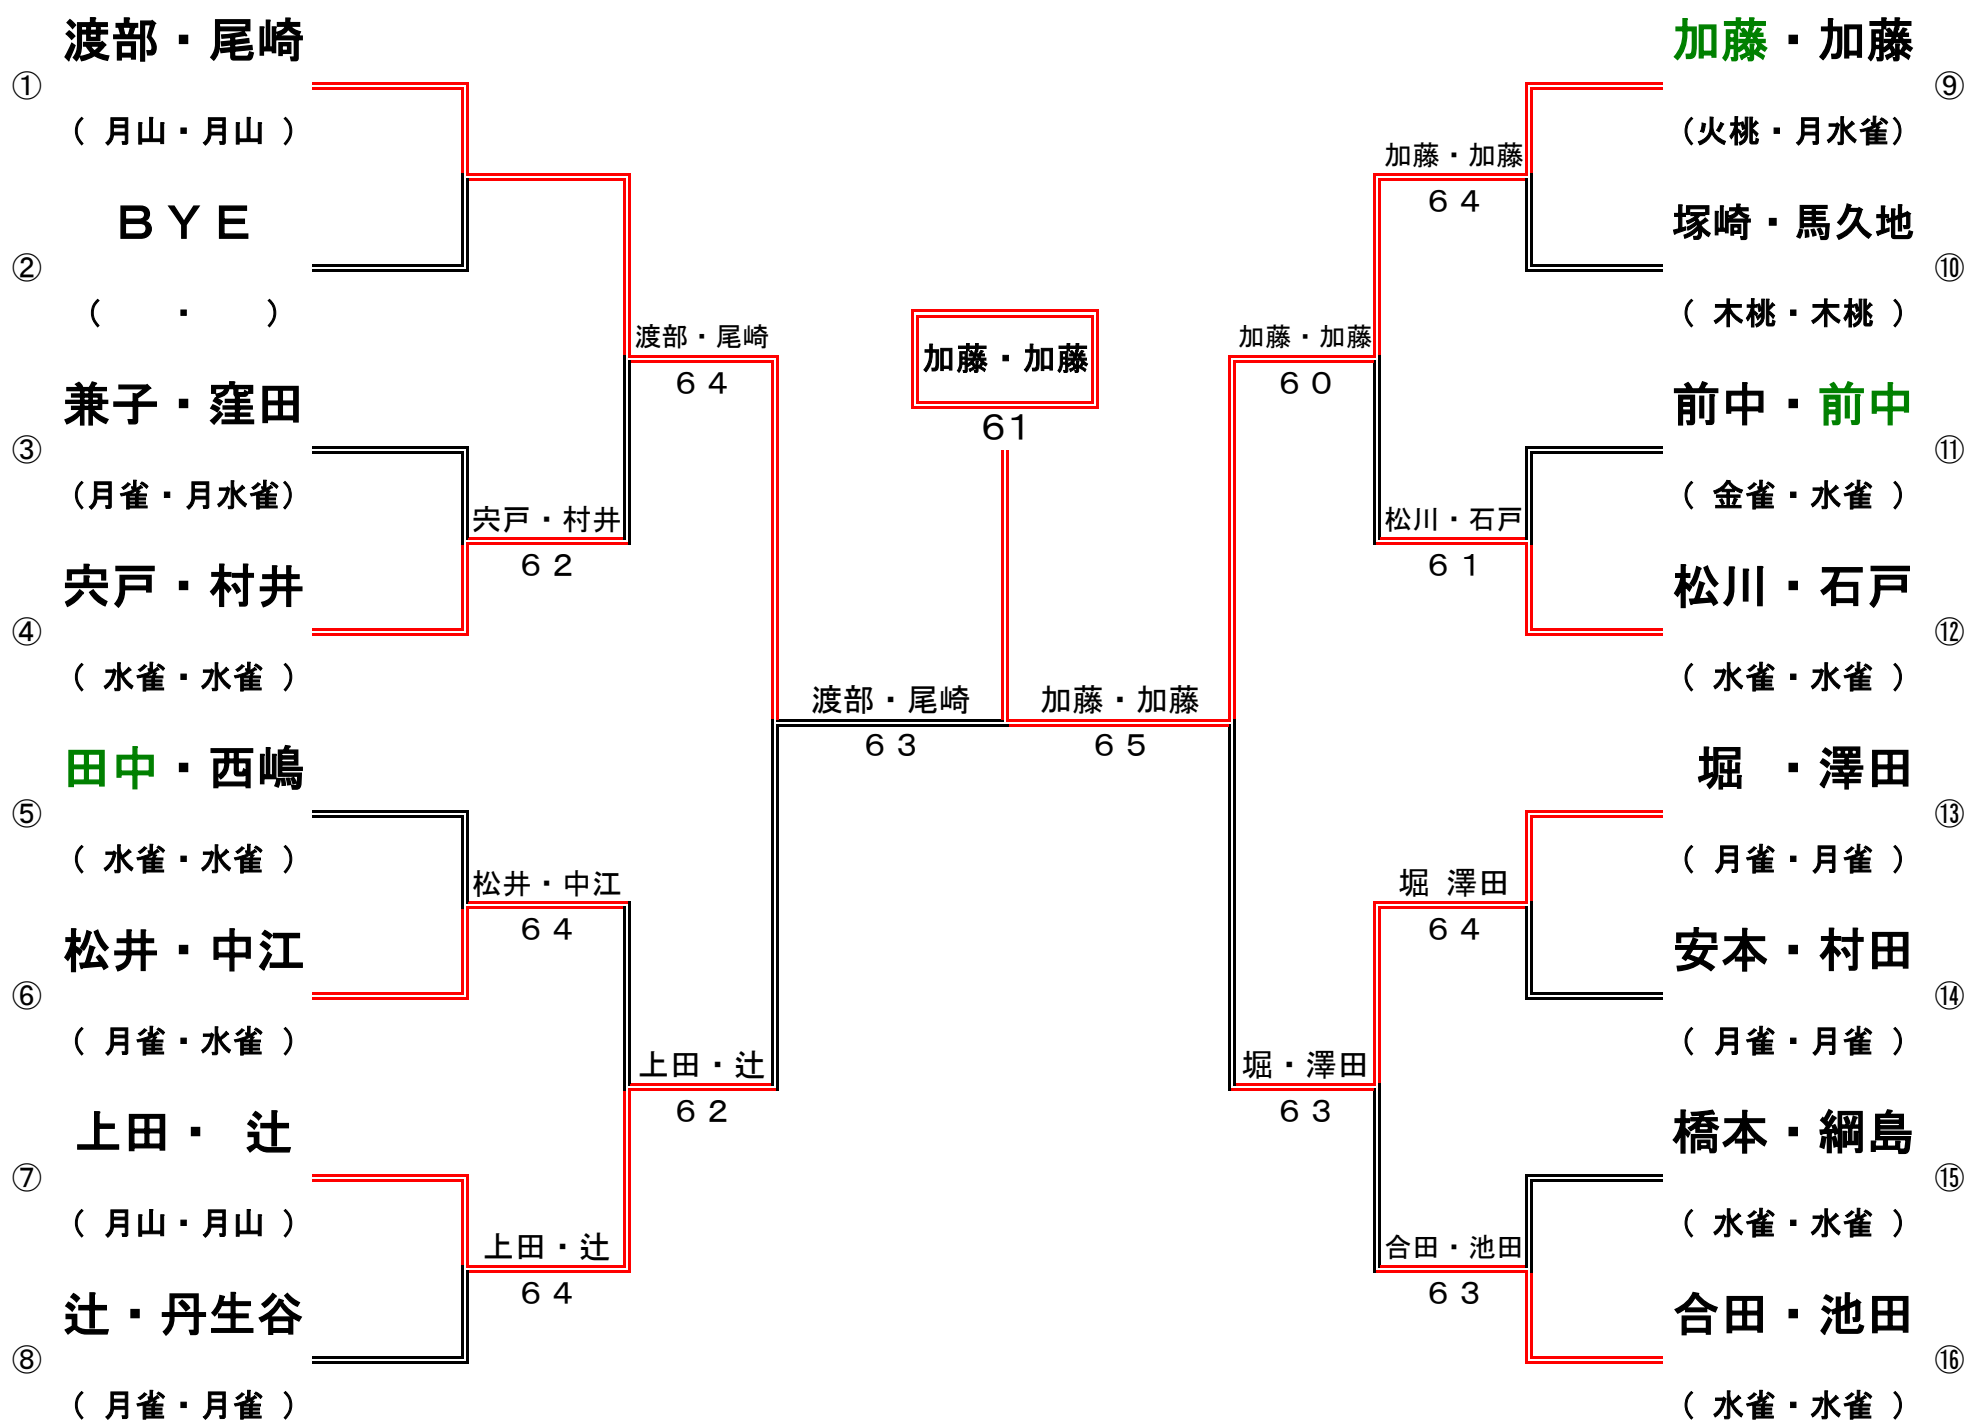 渡部・尾崎
①
( 月山・月山 )
BYE
②
( ・ )
兼子・窪田
③
(月雀・月水雀)
宍戸・村井
④
( 水雀・水雀 )
田中・西嶋
⑤
( 水雀・水雀 )
松井・中江
⑥
( 月雀・水雀 )
上田・ 辻
⑦
( 月山・月山 )
辻・丹生谷
⑧
( 月雀・月雀 )
宍戸・村井
62
松井・中江
64
上田・辻
64
渡部・尾崎
64
上田・辻
62
渡部・尾崎
63
加藤・加藤
61
加藤・加藤
65
加藤・加藤
60
堀・澤田
63
加藤・加藤
64
松川・石戸
61
堀 澤田
64
合田・池田
63
加藤・加藤
⑨
(火桃・月水雀)
塚崎・馬久地
⑩
( 木桃・木桃 )
前中・前中
⑪
( 金雀・水雀 )
松川・石戸
⑫
( 水雀・水雀 )
堀 ・澤田
⑬
( 月雀・月雀 )
安本・村田
⑭
( 月雀・月雀 )
橋本・綱島
⑮
( 水雀・水雀 )
合田・池田
⑯
( 水雀・水雀 )